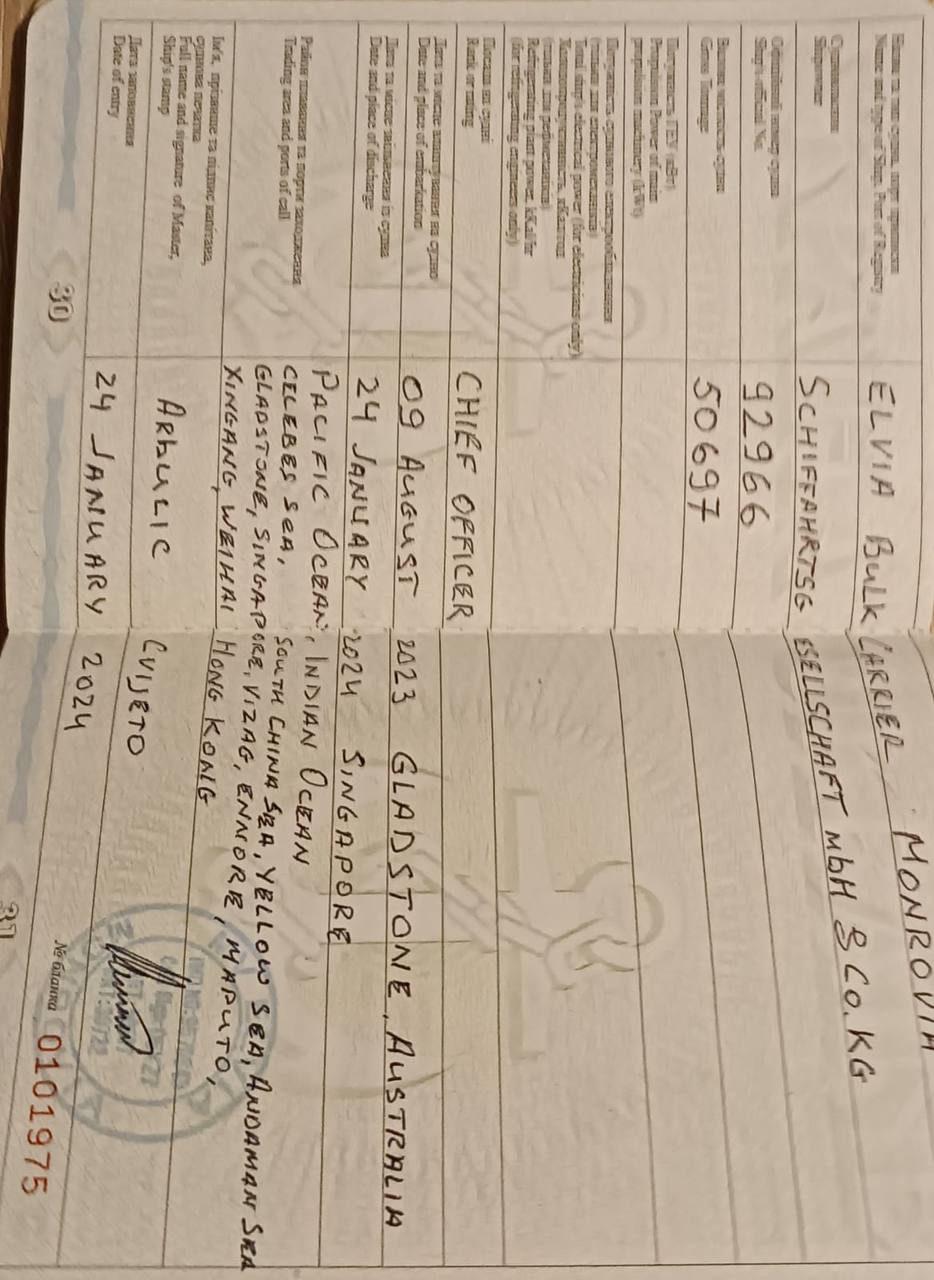 Назва та тип судна, порт приписки
Name and type of Ship, Port of Registry
ELVIA BULK CARRIER MONROVIA
Судновласник
Shipowner
SCHIFFAHRTSGESELLSCHAFT mbH & CO. KG
Офіційний номер судна
Ship's official No.
92966
Валова місткість судна
Gross Tonnage
50697
Потужність ГЕУ (кВт)
Propulsion Power of main
propulsion machinery (kWt)
Потужність суднового електрообладнання
(тільки для електромеханіків)
Total ship's electrical power (for electricians only)
Холодопродуктивність, кКал/год
(тільки для рефмеханіків)
Refrigerating plant power, kKal/hr
(for refrigerating engineers only)
Посада на судні
Rank or rating
CHIEF OFFICER
Дата та місце влаштування на судно
Date and place of embarkation
09 AUGUST 2023 GLADSTONE, AUSTRALIA
Дата та місце звільнення із судна
Date and place of discharge
24 JANUARY 2024 SINGAPORE
Район плавання та порти заходження
Trading area and ports of call
PACIFIC OCEAN, INDIAN OCEAN
CELEBES SEA, SOUTH CHINA SEA, YELLOW SEA, ANDAMAN SEA
GLADSTONE, SINGAPORE, VIZAG, ENNORE, MAPUTO,
XINGANG, WEIHAI HONG KONG
Ім'я, прізвище та підпис капітана,
суднова печатка
Full name and signature of Master,
Ship's stamp
ARBULIC CVIJETO
Дата заповнення
Date of entry
24 JANUARY 2024
30
№ бланка 0101975
31